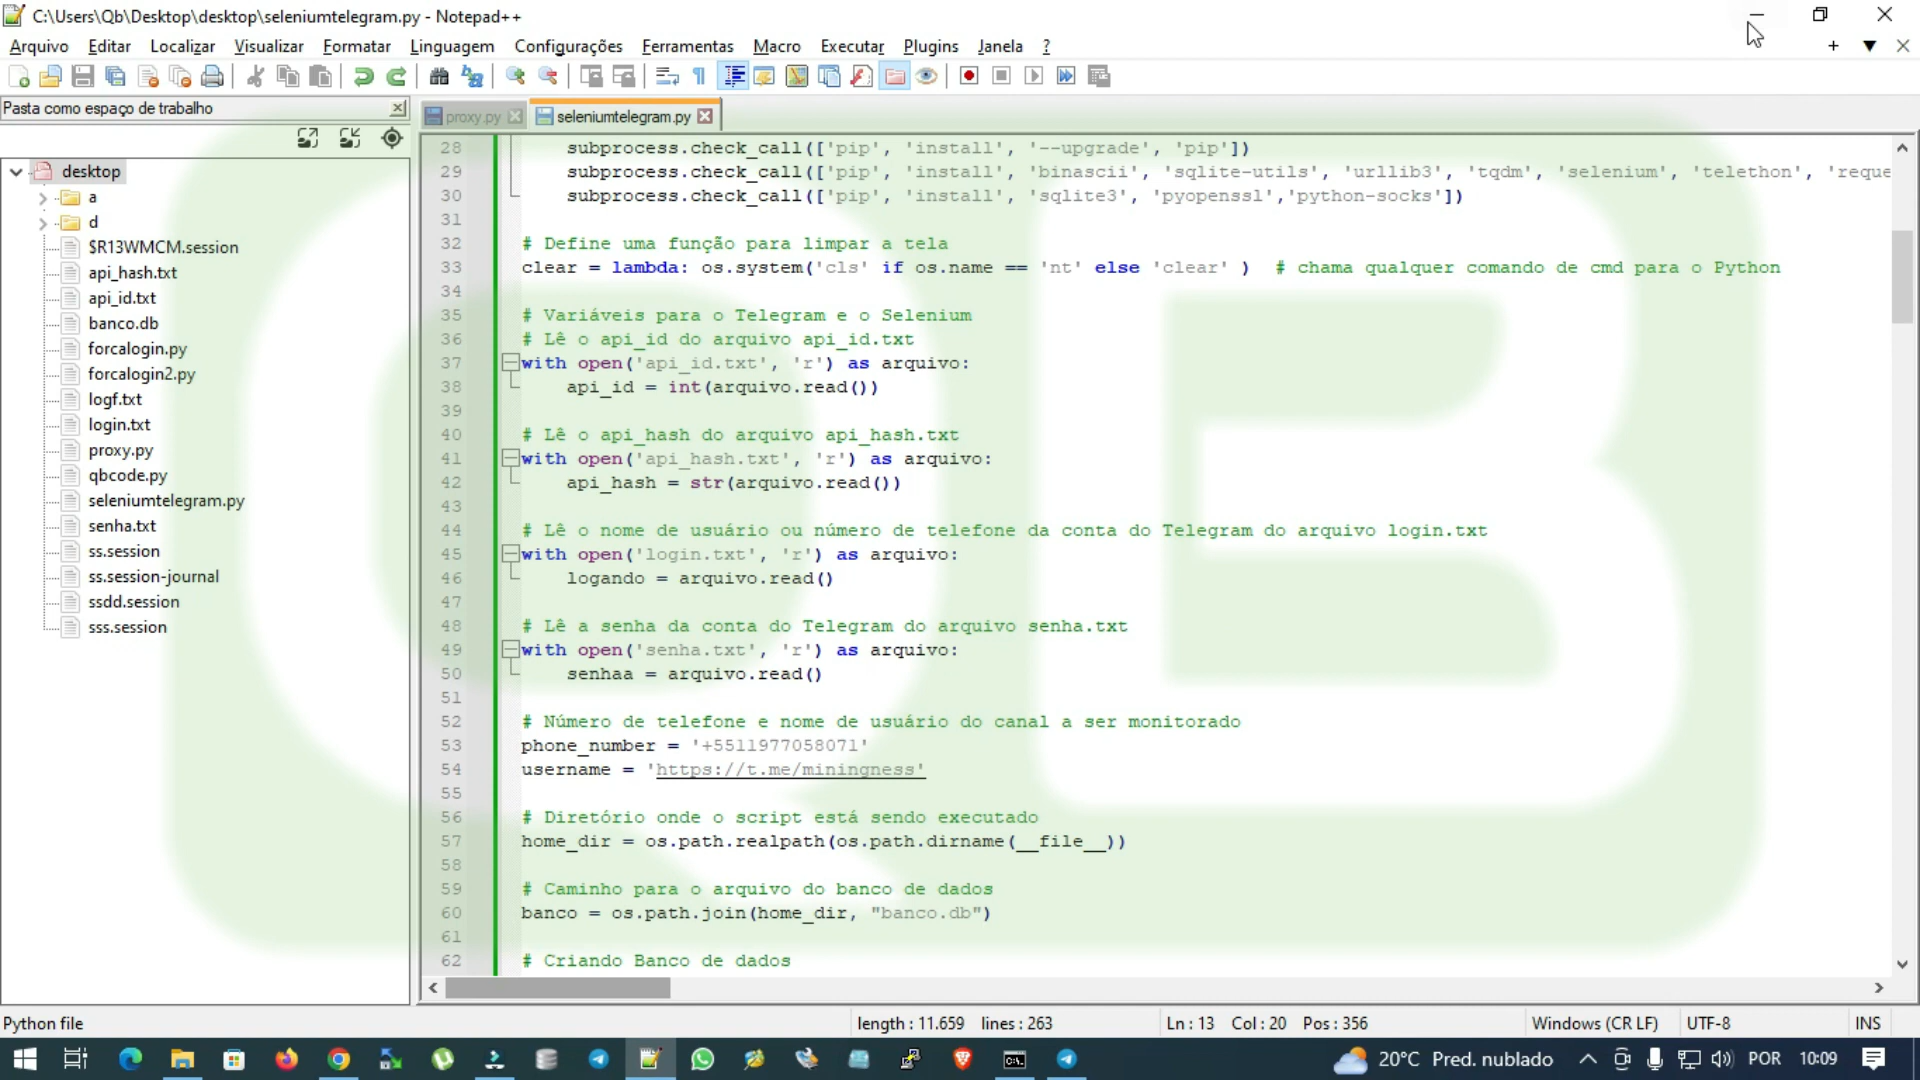 C:\Users\Qb\Desktop\desktop\seleniumtelegram.py - Notepad++
Arquivo Editar Localizar Visualizar Formatar Linguagem Configurações Ferramentas Macro Executar Plugins Janela ?
Pasta como espaço de trabalho
proxy.py
seleniumtelegram.py
desktop
a
d
$R13WMCM.session
api_hash.txt
api_id.txt
banco.db
forcalogin.py
forcalogin2.py
logf.txt
login.txt
proxy.py
qbcode.py
seleniumtelegram.py
senha.txt
ss.session
ss.session-journal
ssdd.session
sss.session
28 subprocess.check_call(['pip', 'install', '--upgrade', 'pip'])
29 subprocess.check_call(['pip', 'install', 'binascii', 'sqlite-utils', 'urllib3', 'tqdm', 'selenium', 'telethon', 'reque
30 subprocess.check_call(['pip', 'install', 'sqlite3', 'pyopenssl','python-socks'])
31
32 # Define uma função para limpar a tela
33 clear = lambda: os.system('cls' if os.name == 'nt' else 'clear' ) # chama qualquer comando de cmd para o Python
34
35 # Variáveis para o Telegram e o Selenium
36 # Lê o api_id do arquivo api_id.txt
37 with open('api_id.txt', 'r') as arquivo:
38 api_id = int(arquivo.read())
39
40 # Lê o api_hash do arquivo api_hash.txt
41 with open('api_hash.txt', 'r') as arquivo:
42 api_hash = str(arquivo.read())
43
44 # Lê o nome de usuário ou número de telefone da conta do Telegram do arquivo login.txt
45 with open('login.txt', 'r') as arquivo:
46 logando = arquivo.read()
47
48 # Lê a senha da conta do Telegram do arquivo senha.txt
49 with open('senha.txt', 'r') as arquivo:
50 senhaa = arquivo.read()
51
52 # Número de telefone e nome de usuário do canal a ser monitorado
53 phone_number = '+5511977058071'
54 username = 'https://t.me/miningness'
55
56 # Diretório onde o script está sendo executado
57 home_dir = os.path.realpath(os.path.dirname(__file__))
58
59 # Caminho para o arquivo do banco de dados
60 banco = os.path.join(home_dir, "banco.db")
61
62 # Criando Banco de dados
Python file
length : 11.659 lines : 263
Ln : 13 Col : 20 Pos : 356
Windows (CR LF)
UTF-8
INS
20°C Pred. nublado
POR
10:09
QB